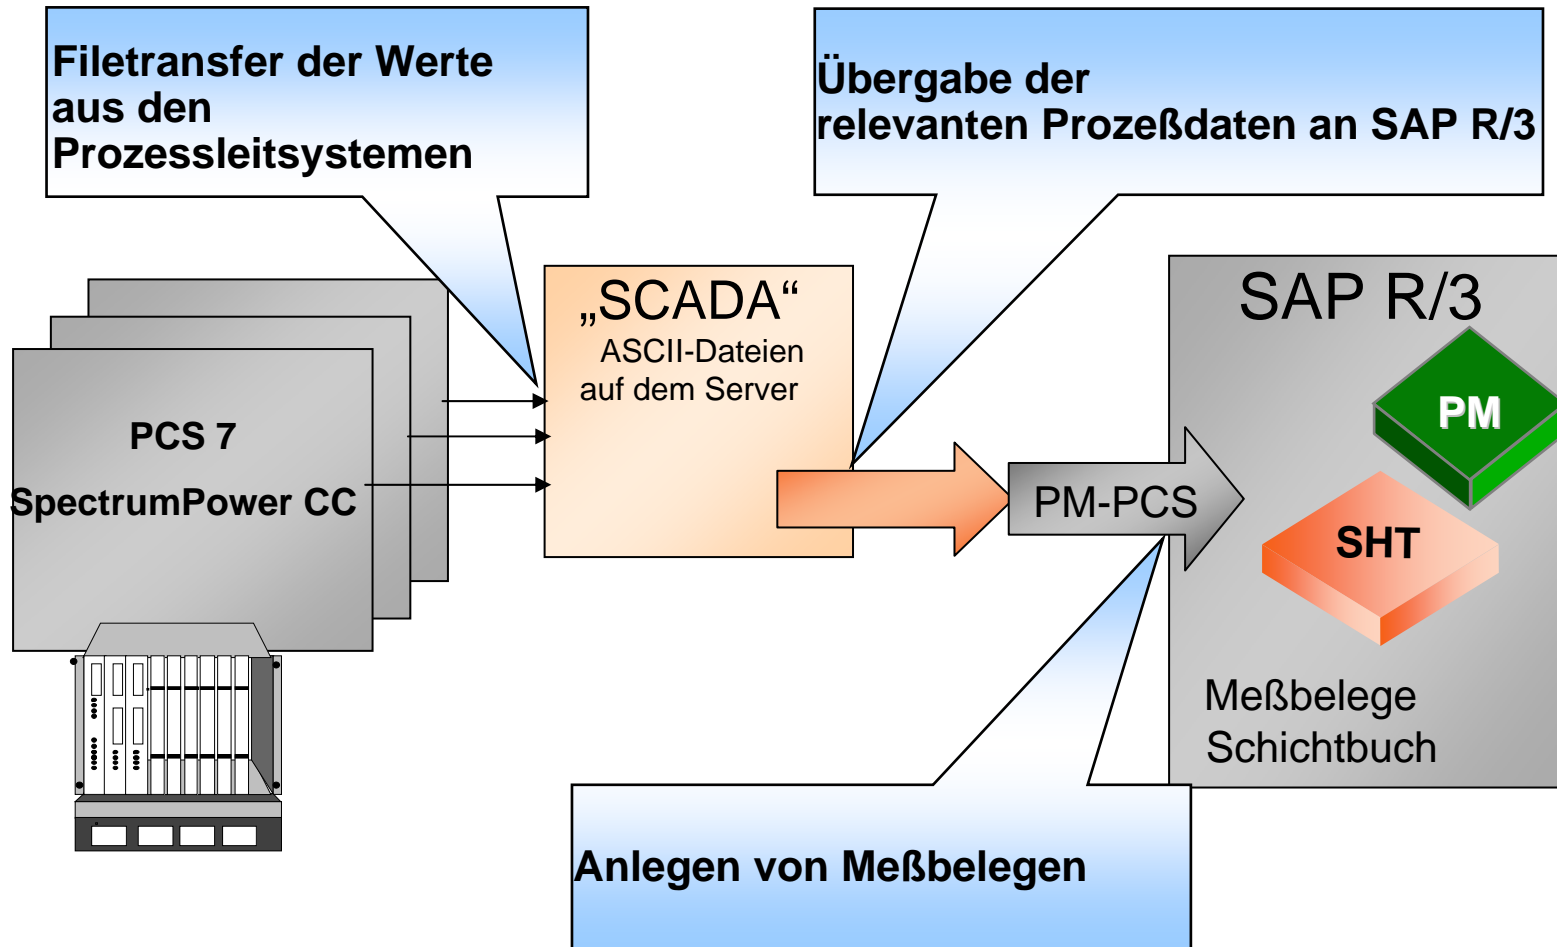 Filetransfer der Werte
aus den
Prozessleitsystemen
Übergabe der
relevanten Prozeßdaten an SAP R/3
„SCADA“
ASCII-Dateien
auf dem Server
SAP R/3
PM
PCS 7
SpectrumPower CC
PM-PCS
SHT
Meßbelege
Schichtbuch
Anlegen von Meßbelegen